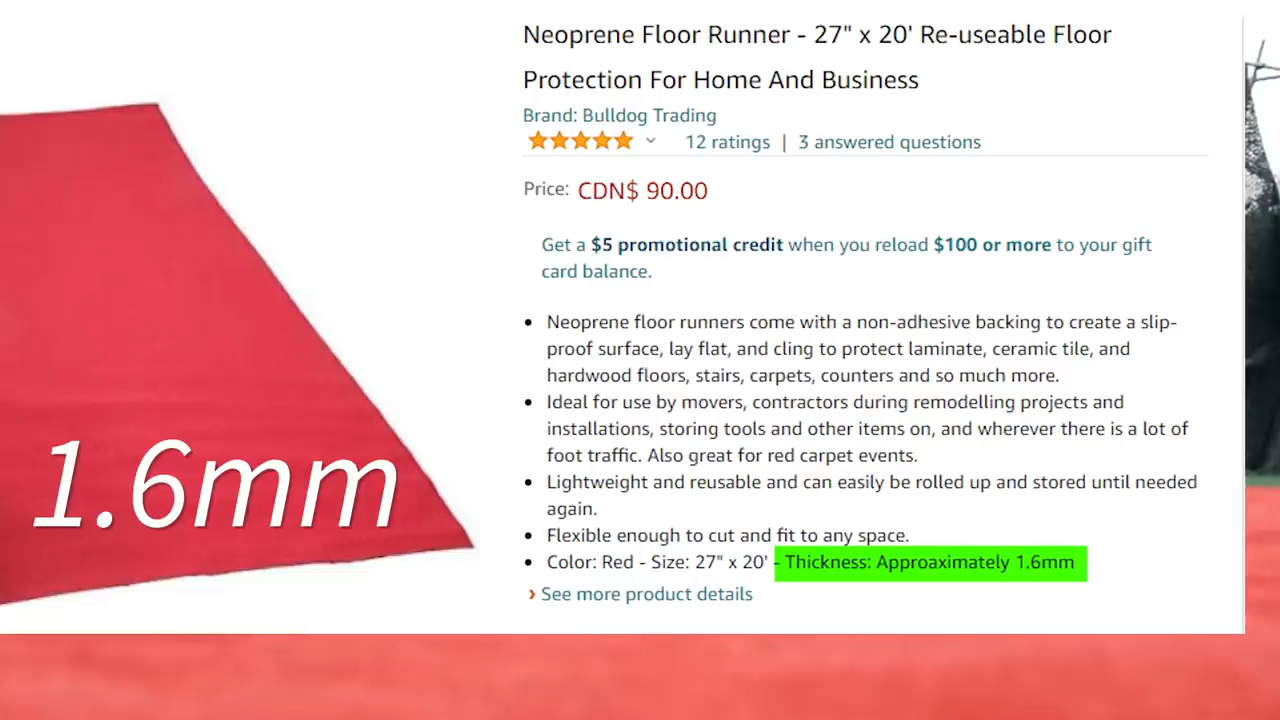 Neoprene Floor Runner - 27" x 20' Re-useable Floor
Protection For Home And Business
Brand: Bulldog Trading
12 ratings | 3 answered questions
Price: CDN$ 90.00
Get a $5 promotional credit when you reload $100 or more to your gift
card balance.
• Neoprene floor runners come with a non-adhesive backing to create a slip-
proof surface, lay flat, and cling to protect laminate, ceramic tile, and
hardwood floors, stairs, carpets, counters and so much more.
• Ideal for use by movers, contractors during remodelling projects and
installations, storing tools and other items on, and wherever there is a lot of
foot traffic. Also great for red carpet events.
• Lightweight and reusable and can easily be rolled up and stored until needed
again.
• Flexible enough to cut and fit to any space.
• Color: Red - Size: 27" x 20' - Thickness: Approaximately 1.6mm
› See more product details
1.6mm